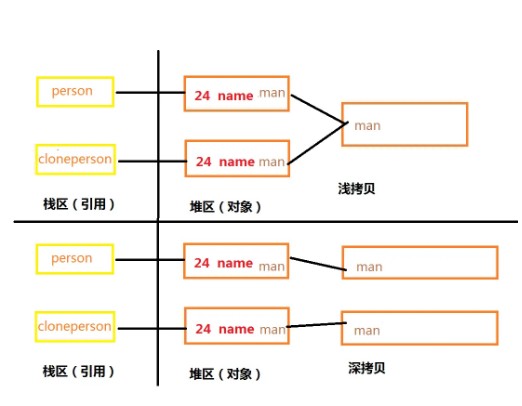 person 24 name man
man
cloneperson 24 name man
浅拷贝
栈区（引用） 堆区（对象）
person 24 name man man
cloneperson 24 name man man
栈区（引用） 堆区（对象） 深拷贝